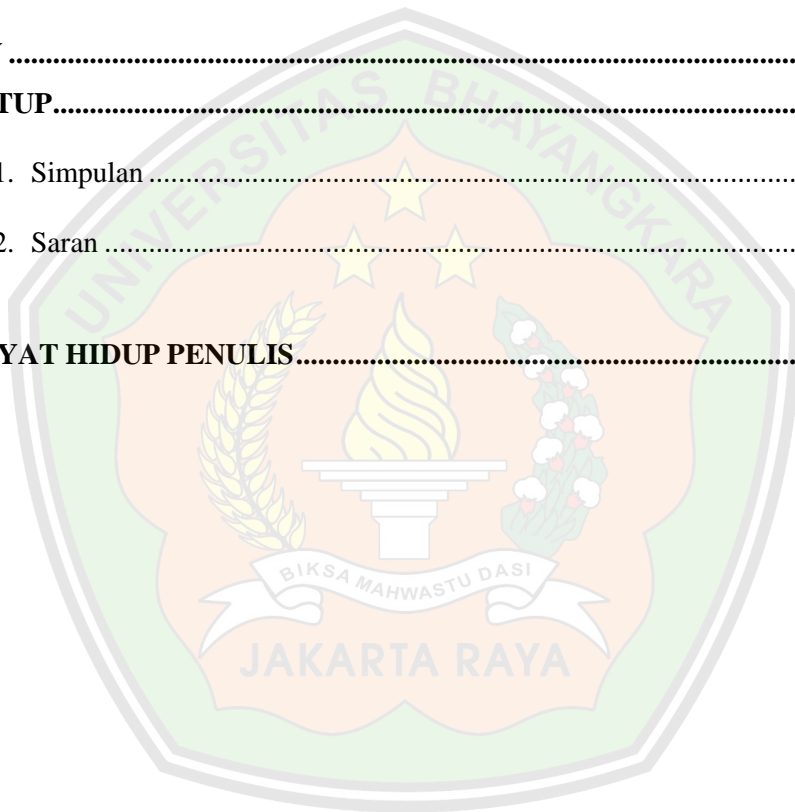 V ........................................................................................
TUP....................................................................................
1. Simpulan ........................................................................
2. Saran ..............................................................................
YAT HIDUP PENULIS.........................................................
UNIVERSITAS BHAYANGKARA
BIKSA MAHWASTU DASI
JAKARTA RAYA